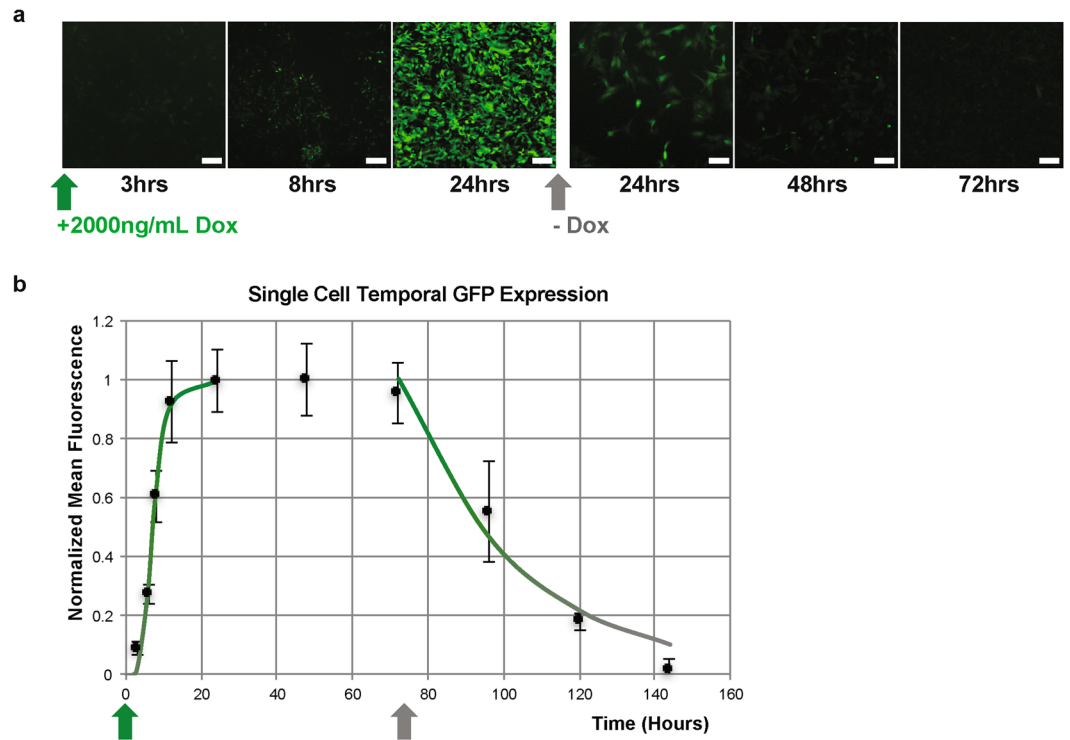 a
3hrs 8hrs 24hrs 24hrs 48hrs 72hrs
+2000ng/mL Dox - Dox
b
Single Cell Temporal GFP Expression
Normalized Mean Fluorescence
1.2
1
0.8
0.6
0.4
0.2
0
0 20 40 60 80 100 120 140 160
Time (Hours)